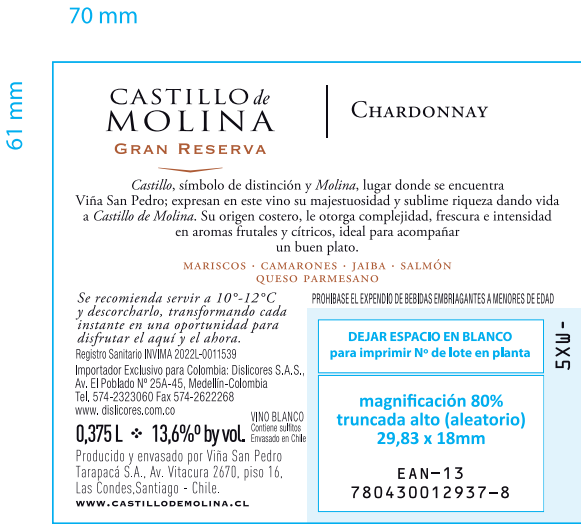 70 mm
61 mm
CASTILLO de
MOLINA
GRAN RESERVA
CHARDONNAY
Castillo, símbolo de distinción y Molina, lugar donde se encuentra
Viña San Pedro; expresan en este vino su majestuosidad y sublime riqueza dando vida
a Castillo de Molina. Su origen costero, le otorga complejidad, frescura e intensidad
en aromas frutales y cítricos, ideal para acompañar
un buen plato.
MARISCOS · CAMARONES · JAIBA · SALMÓN
QUESO PARMESANO
Se recomienda servir a 10°-12°C
y descorcharlo, transformando cada
instante en una oportunidad para
disfrutar el aquí y el ahora.
Registro Sanitario INVIMA 2022L-0011539
Importador Exclusivo para Colombia: Dislicores S.A.S.,
Av. El Poblado Nº 25A-45, Medellín-Colombia
Tel. 574-2323060 Fax 574-2622268
www. dislicores.com.co
0,375 L ❖ 13,6%º by vol.
VINO BLANCO
Contiene sulfitos
Envasado en Chile
Producido y envasado por Viña San Pedro
Tarapacá S.A., Av. Vitacura 2670, piso 16,
Las Condes,Santiago - Chile.
WWW.CASTILLODEMOLINA.CL
PROHIBASE EL EXPENDIO DE BEBIDAS EMBRIAGANTES A MENORES DE EDAD
DEJAR ESPACIO EN BLANCO
para imprimir Nº de lote en planta
5XW-
magnificación 80%
truncada alto (aleatorio)
29,83 x 18mm
EAN-13
780430012937-8